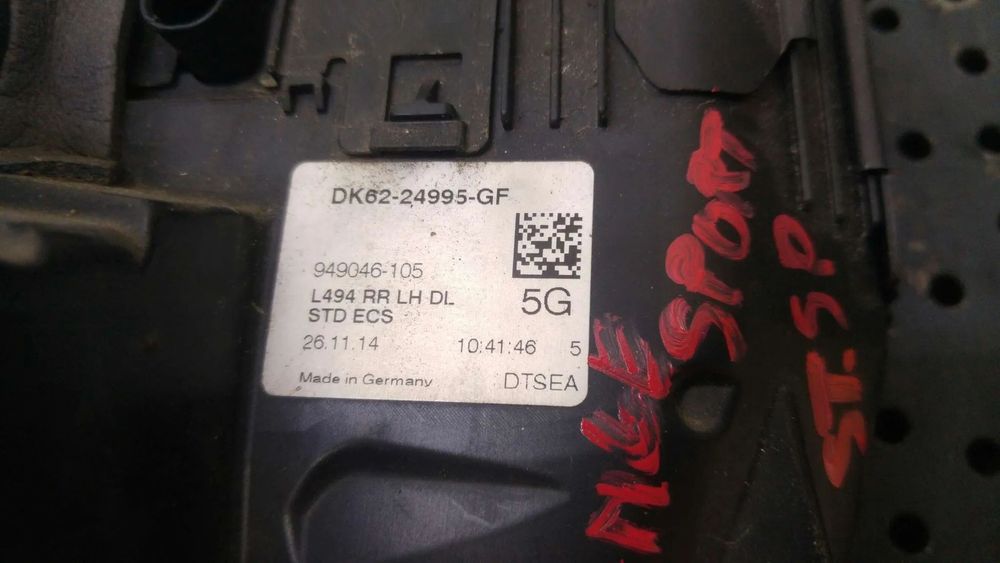 DK62-24995-GF
949046-105
L494 RR LH DL
STD ECS
5G
26.11.14 10:41:46 5
Made in Germany DTSEA
SPORT
ST.SP